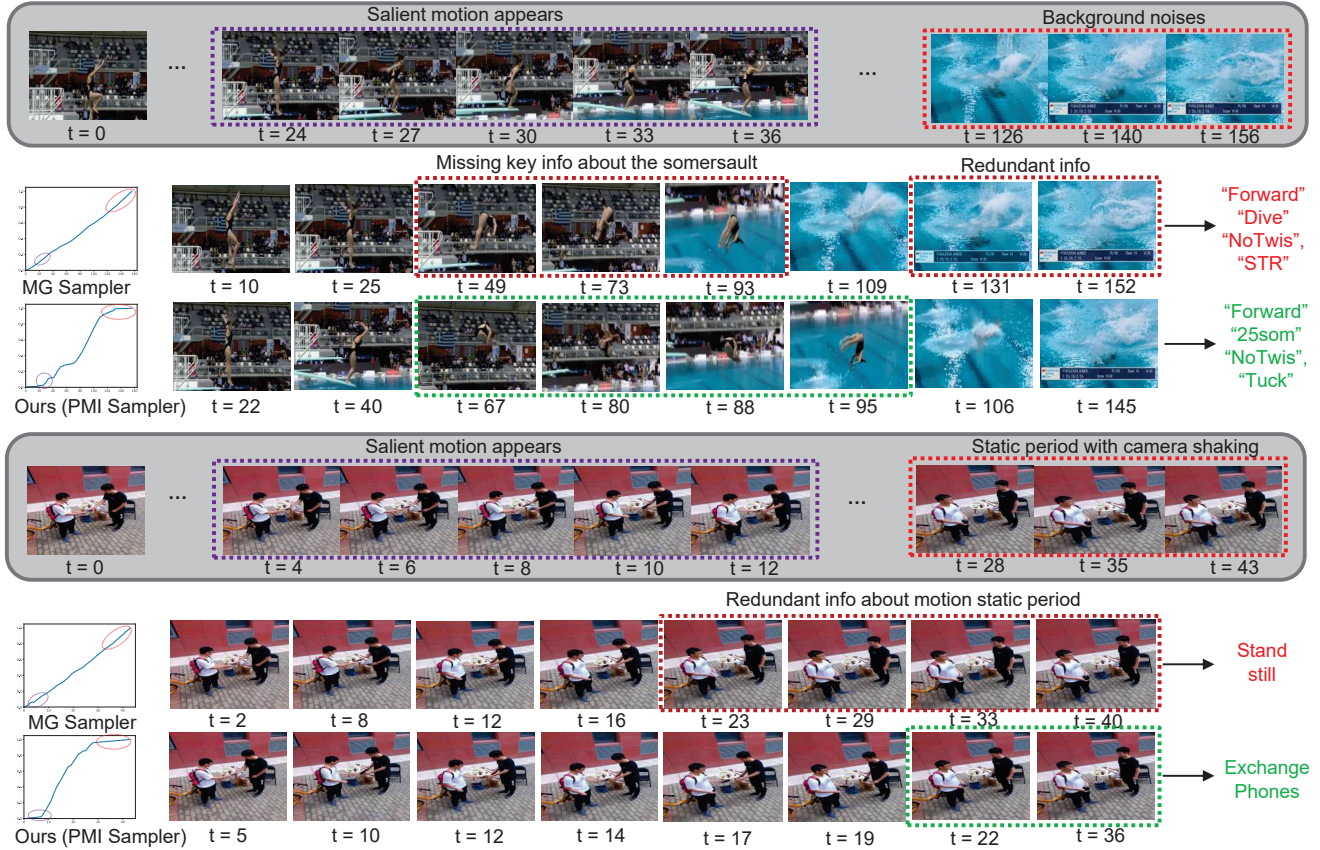 Salient motion appears
Background noises
...
...
t = 0
t = 24
t = 27
t = 30
t = 33
t = 36
t = 126
t = 140
t = 156
Missing key info about the somersault
Redundant info
MG Sampler
t = 10
t = 25
t = 49
t = 73
t = 93
t = 109
t = 131
t = 152
“Forward”
“Dive”
“NoTwis”,
“STR”
Ours (PMI Sampler)
t = 22
t = 40
t = 67
t = 80
t = 88
t = 95
t = 106
t = 145
“Forward”
“25som”
“NoTwis”,
“Tuck”
Salient motion appears
Static period with camera shaking
...
...
t = 0
t = 4
t = 6
t = 8
t = 10
t = 12
t = 28
t = 35
t = 43
Redundant info about motion static period
MG Sampler
t = 2
t = 8
t = 12
t = 16
t = 23
t = 29
t = 33
t = 40
Stand
still
Ours (PMI Sampler)
t = 5
t = 10
t = 12
t = 14
t = 17
t = 19
t = 22
t = 36
Exchange
Phones